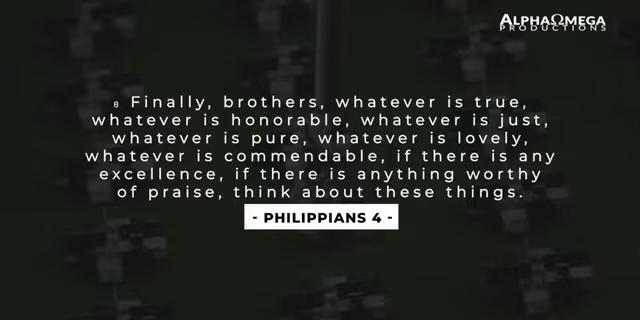 ALPHAΩMEGA
PRODUCTIONS
8 Finally, brothers, whatever is true,
whatever is honorable, whatever is just,
whatever is pure, whatever is lovely,
whatever is commendable, if there is any
excellence, if there is anything worthy
of praise, think about these things.
- PHILIPPIANS 4 -